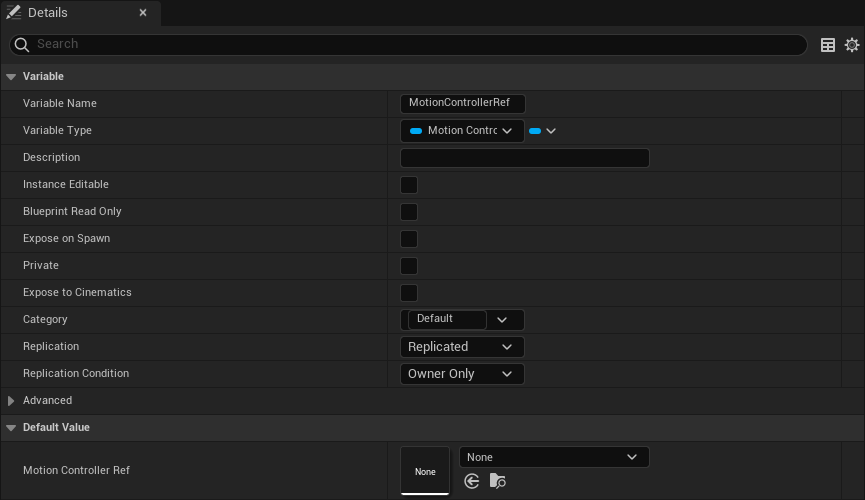 Details
Search
Variable
Variable Name MotionControllerRef
Variable Type Motion Contrc
Description
Instance Editable
Blueprint Read Only
Expose on Spawn
Private
Expose to Cinematics
Category Default
Replication Replicated
Replication Condition Owner Only
Advanced
Default Value
Motion Controller Ref None None